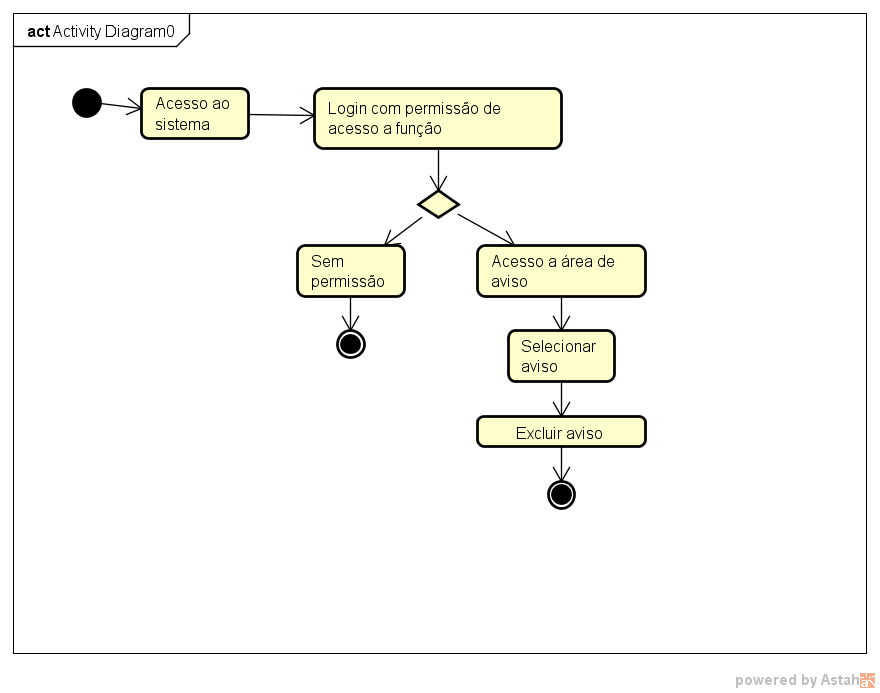 act Activity Diagram0
Acesso ao
sistema
Login com permissão de
acesso a função
Sem
permissão
Acesso a área de
aviso
Selecionar
aviso
Excluir aviso
powered by Astah